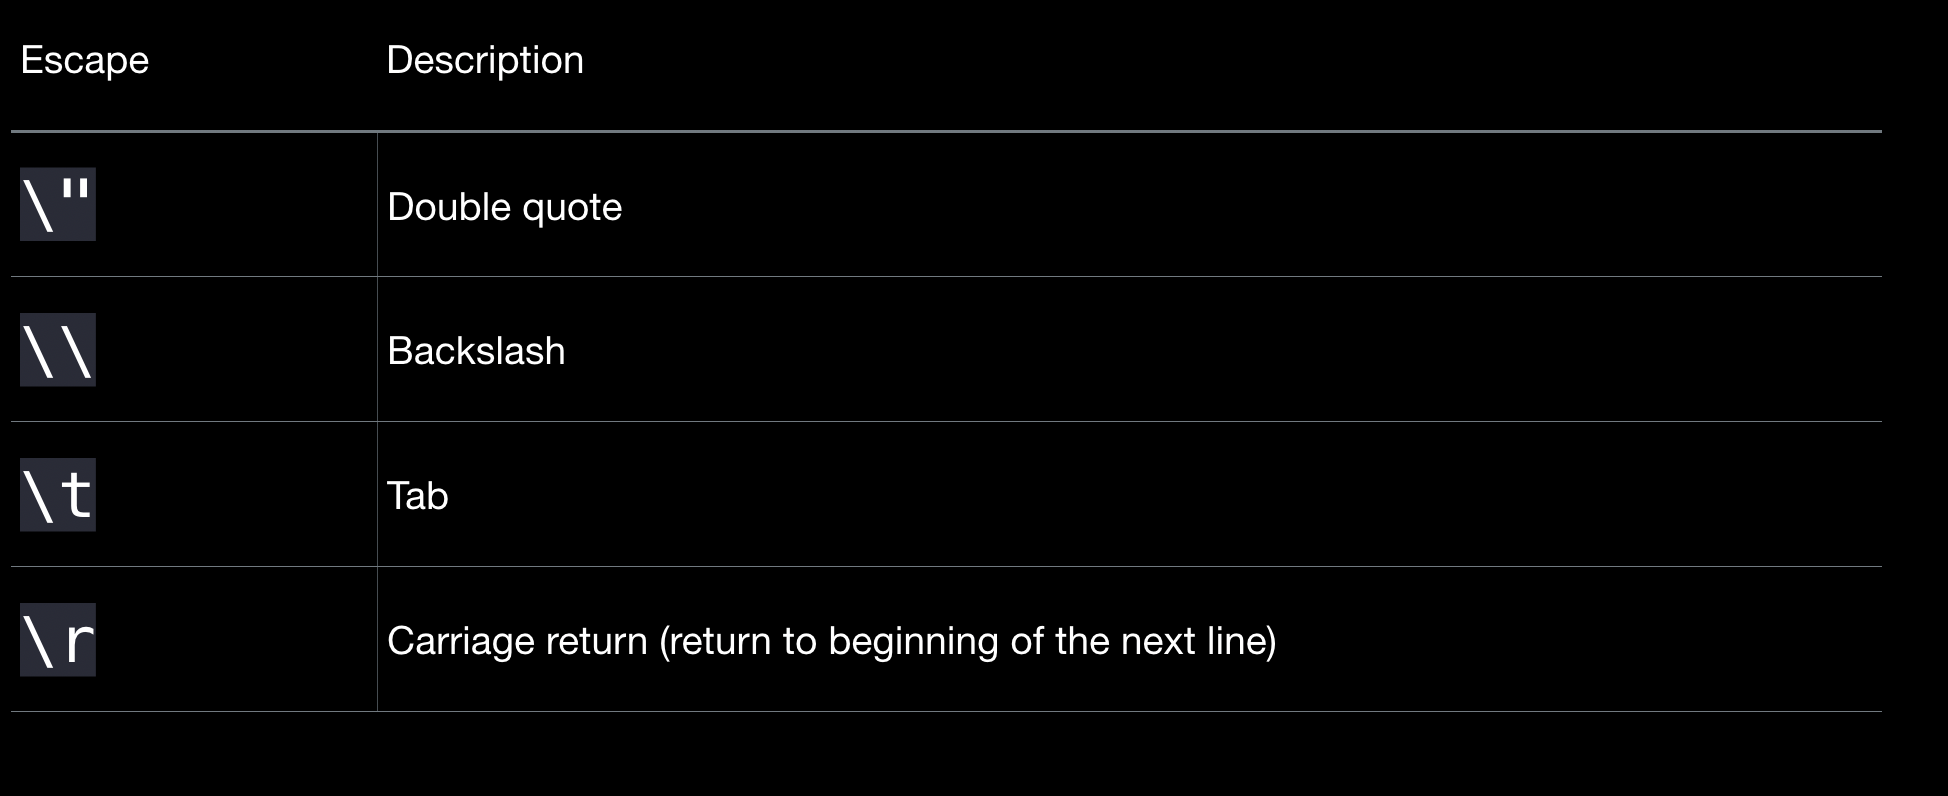 Escape Description
\" Double quote
\\ Backslash
\t Tab
\r Carriage return (return to beginning of the next line)